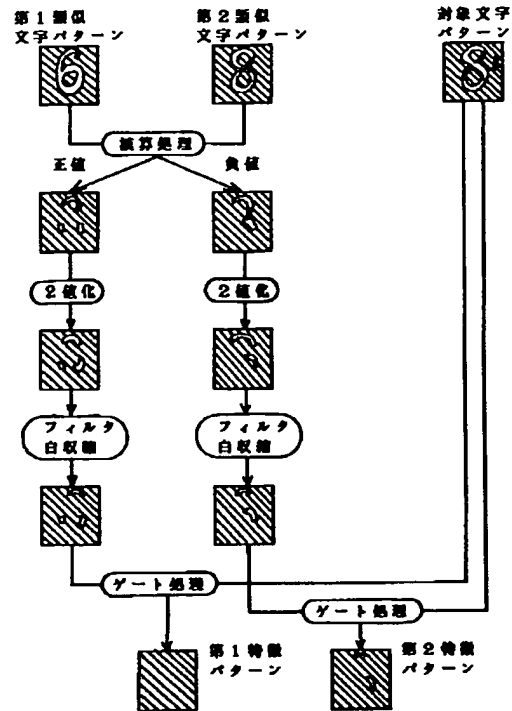 第1類似
文字パターン
第2類似
文字パターン
対象文字
パターン
6
8
8
演算処理
正値
負値
2値化
2値化
フィルタ
白収縮
フィルタ
白収縮
ゲート処理
ゲート処理
第1特徴
パターン
第2特徴
パターン